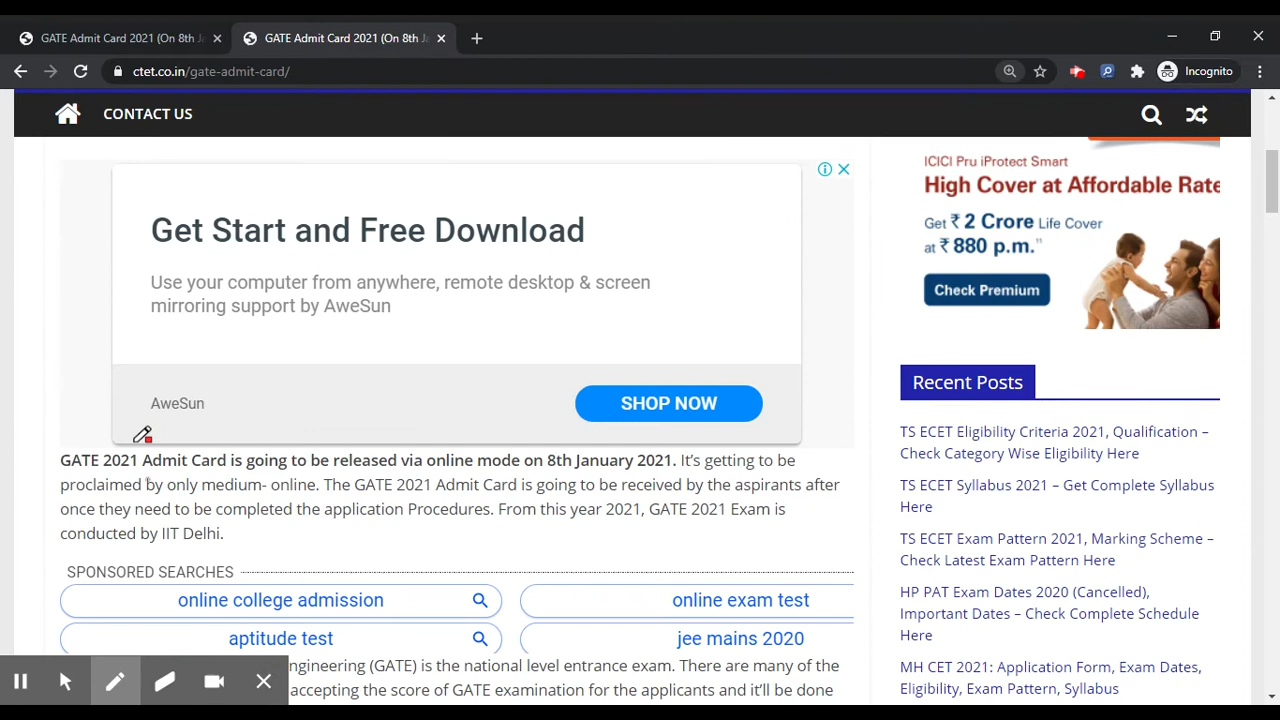 GATE Admit Card 2021 (On 8th J
GATE Admit Card 2021 (On 8th J
ctet.co.in/gate-admit-card/
Incognito
CONTACT US
Get Start and Free Download
Use your computer from anywhere, remote desktop & screen
mirroring support by AweSun
AweSun
SHOP NOW
GATE 2021 Admit Card is going to be released via online mode on 8th January 2021. It's getting to be
proclaimed by only medium- online. The GATE 2021 Admit Card is going to be received by the aspirants after
once they need to be completed the application Procedures. From this year 2021, GATE 2021 Exam is
conducted by IIT Delhi.
SPONSORED SEARCHES
online college admission
online exam test
aptitude test
jee mains 2020
ngineering (GATE) is the national level entrance exam. There are many of the
accepting the score of GATE examination for the applicants and it'll be done
ICICI Pru iProtect Smart
High Cover at Affordable Rate
Get ₹ 2 Crore Life Cover
at ₹ 880 p.m.
Check Premium
Recent Posts
TS ECET Eligibility Criteria 2021, Qualification –
Check Category Wise Eligibility Here
TS ECET Syllabus 2021 – Get Complete Syllabus
Here
TS ECET Exam Pattern 2021, Marking Scheme –
Check Latest Exam Pattern Here
HP PAT Exam Dates 2020 (Cancelled),
Important Dates – Check Complete Schedule
Here
MH CET 2021: Application Form, Exam Dates,
Eligibility, Exam Pattern, Syllabus